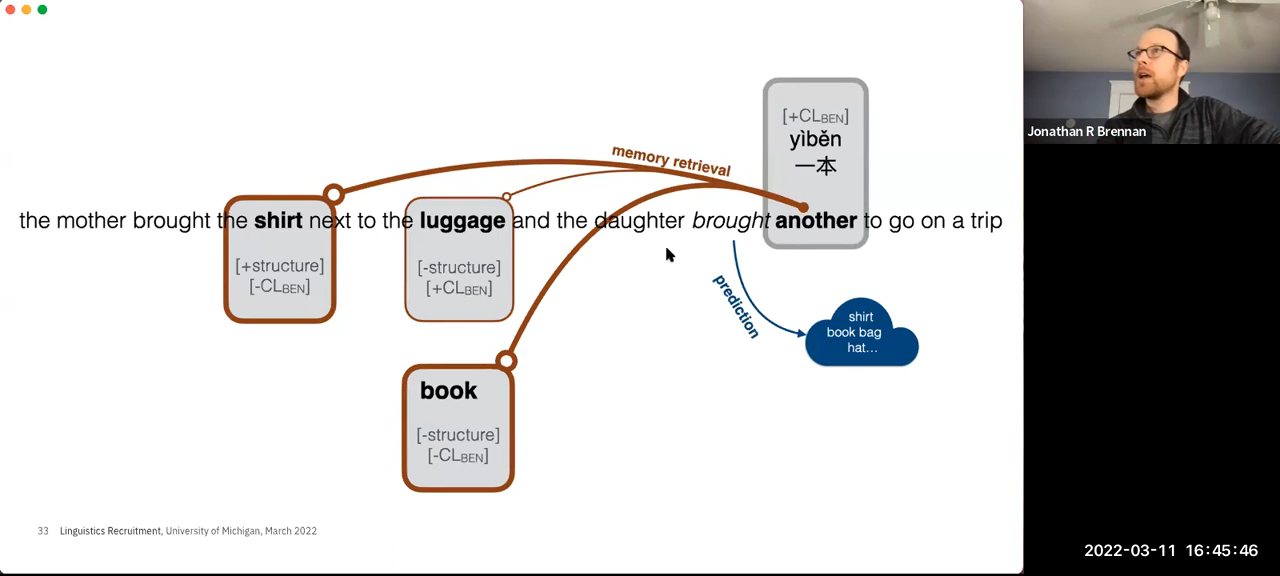 [+CLBEN]
yìběn
一本
memory retrieval
the mother brought the shirt next to the luggage and the daughter brought another to go on a trip
[+structure]
[-CLBEN]
[-structure]
[+CLBEN]
prediction
shirt
book bag
hat…
book
[-structure]
[-CLBEN]
33 Linguistics Recruitment, University of Michigan, March 2022
Jonathan R Brennan
2022-03-11 16:45:46